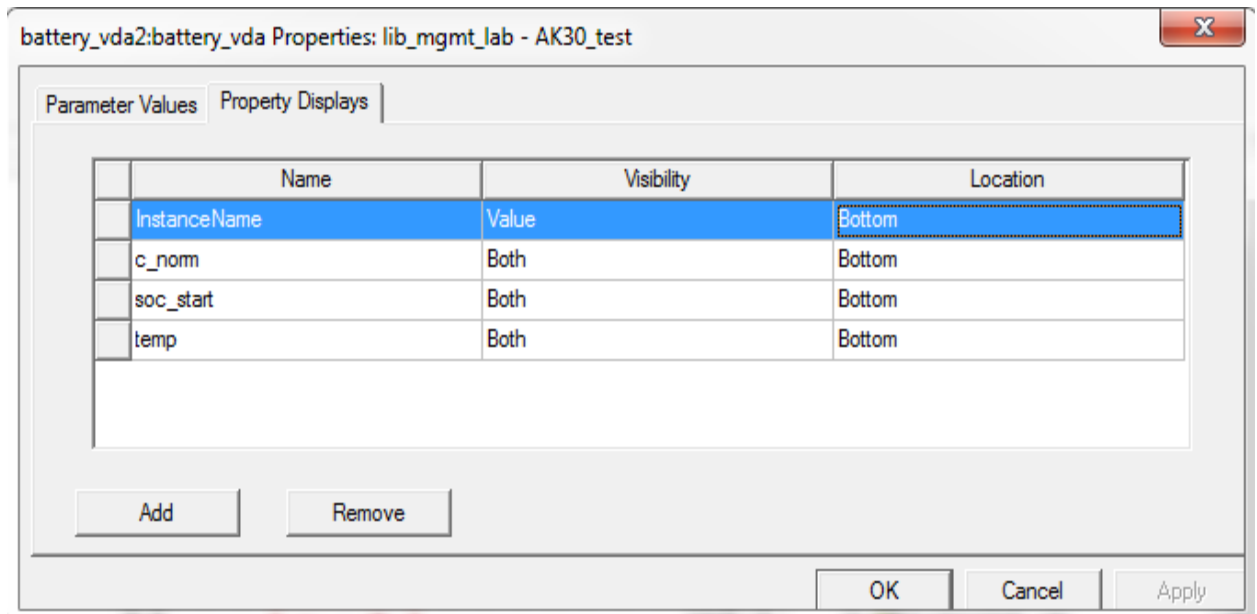 battery_vda2:battery_vda Properties: lib_mgmt_lab - AK30_test
X
Parameter Values Property Displays
Name Visibility Location
InstanceName Value Bottom
c_norm Both Bottom
soc_start Both Bottom
temp Both Bottom
Add Remove
OK Cancel Apply